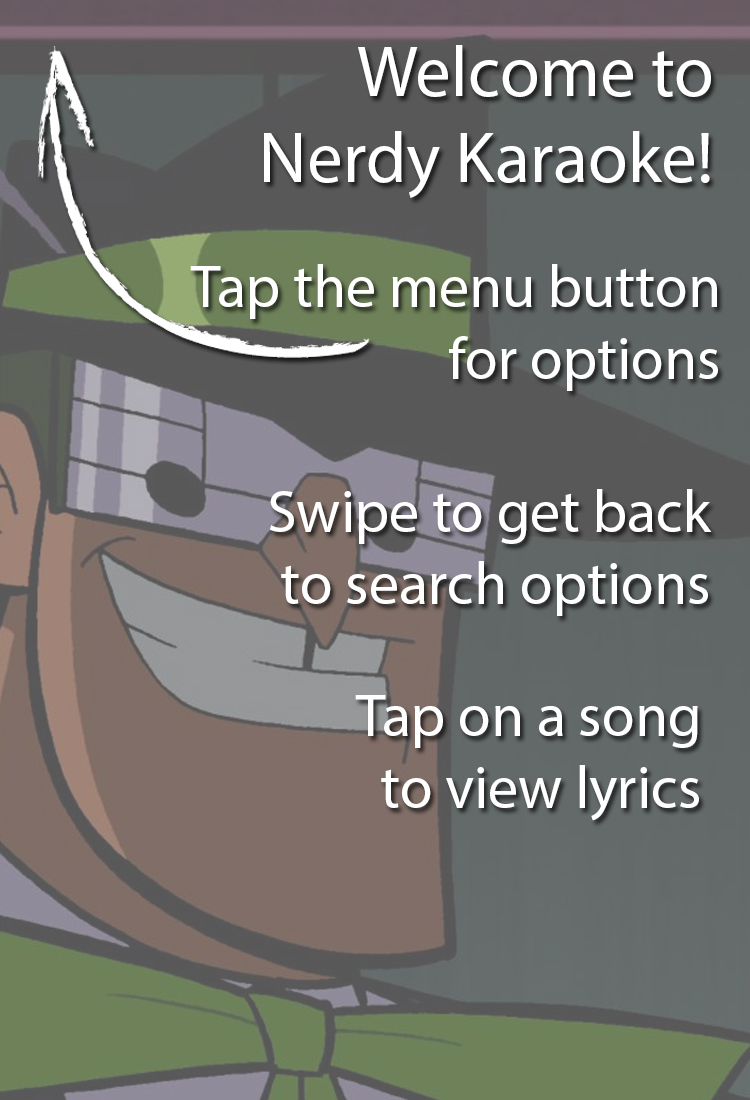 Welcome to
Nerdy Karaoke!
Tap the menu button
for options
Swipe to get back
to search options
Tap on a song
to view lyrics